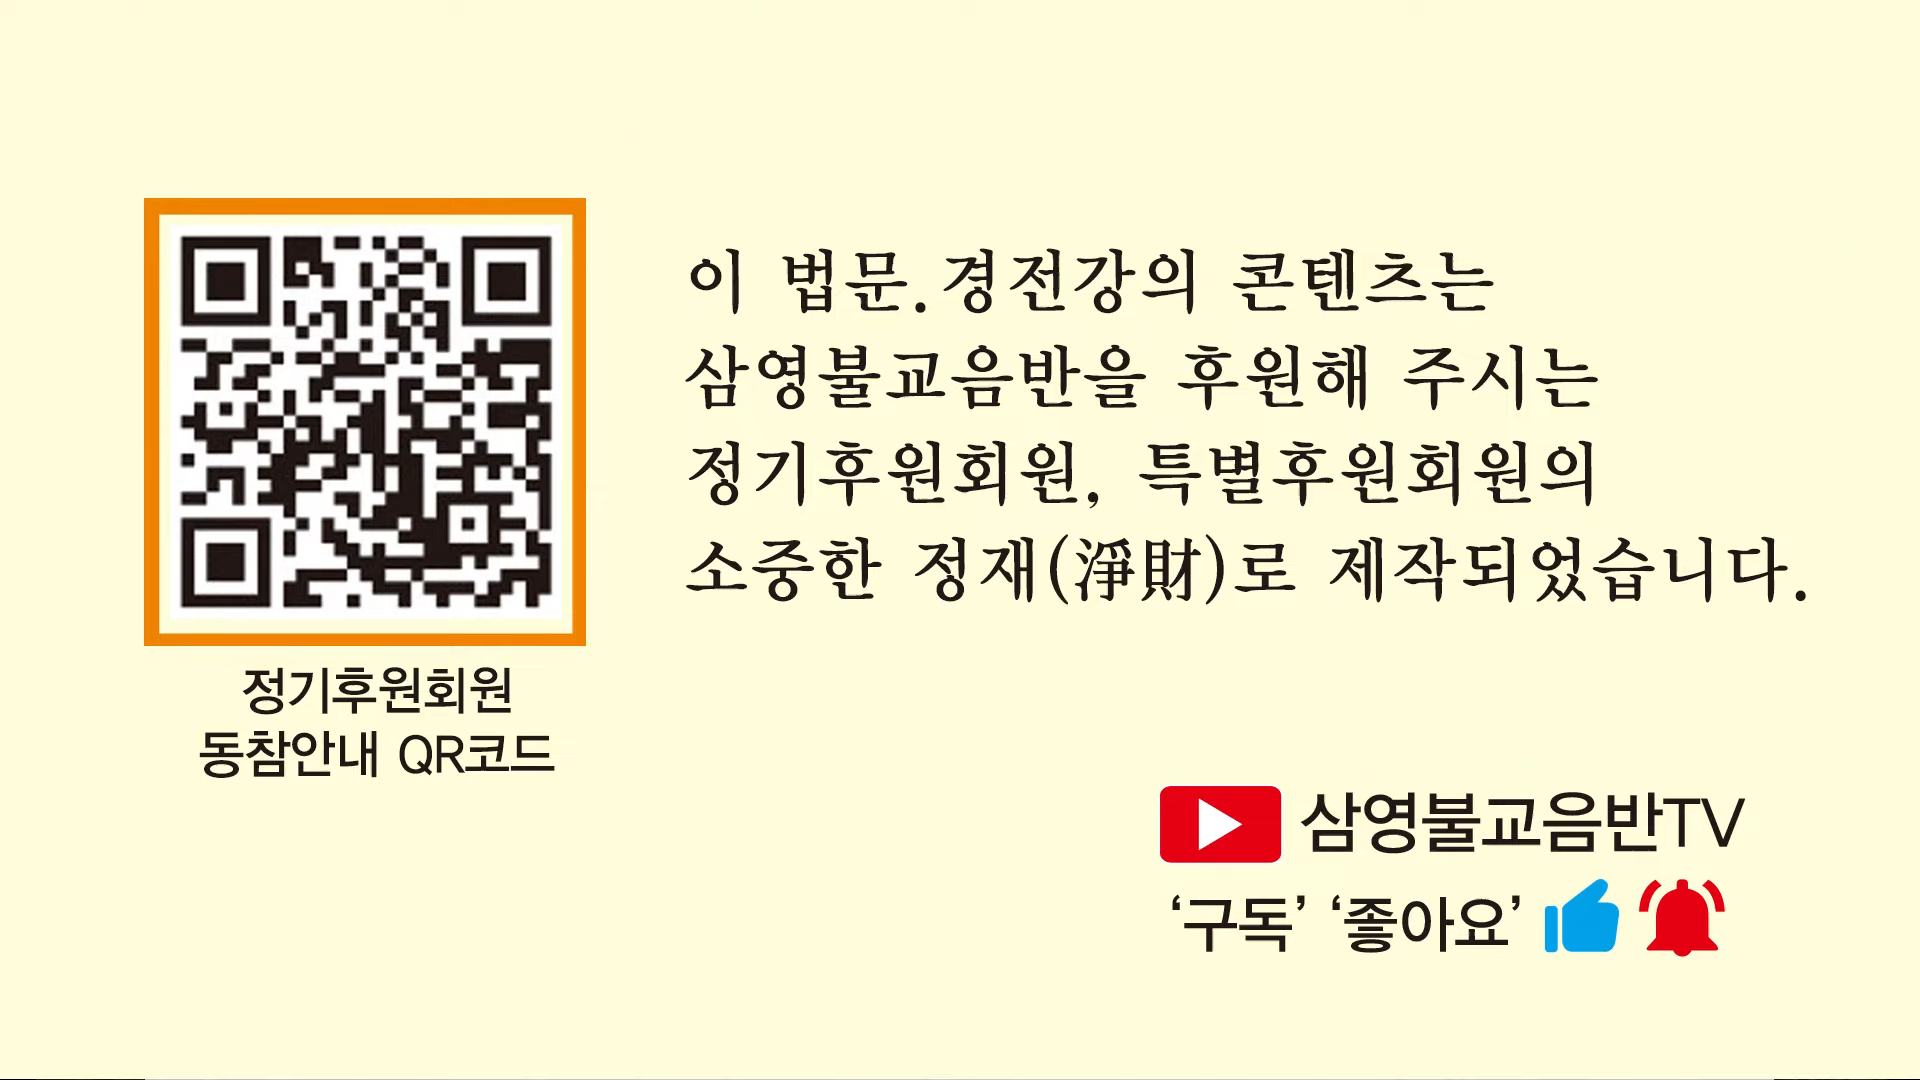 이 법문.경전강의 콘텐츠는
삼영불교음반을 후원해 주시는
정기후원회원, 특별후원회원의
소중한 정재(淨財)로 제작되었습니다.
정기후원회원
동참안내 QR코드
삼영불교음반TV
‘구독’ ‘좋아요’